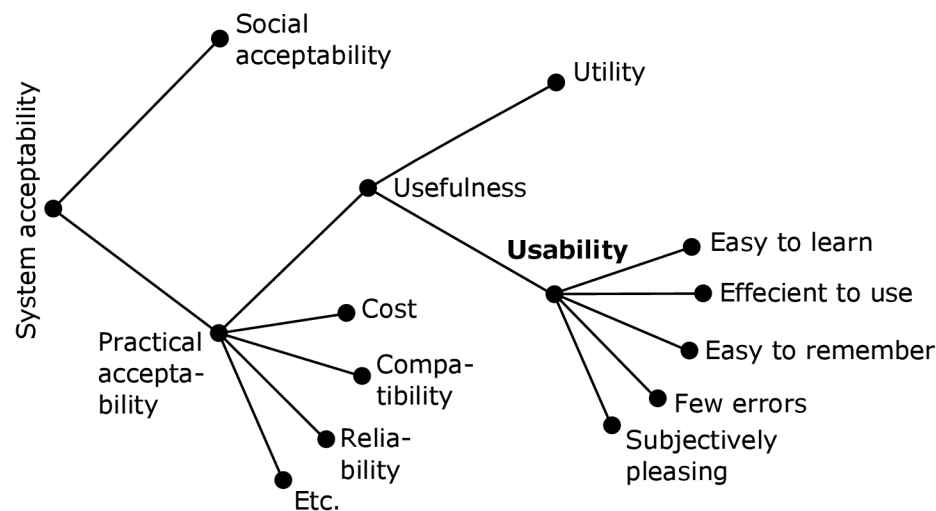 System acceptability
Social
acceptability
Utility
Usefulness
Usability
Easy to learn
Effecient to use
Easy to remember
Few errors
Subjectively
pleasing
Practical
accepta-
bility
Cost
Compa-
tibility
Relia-
bility
Etc.